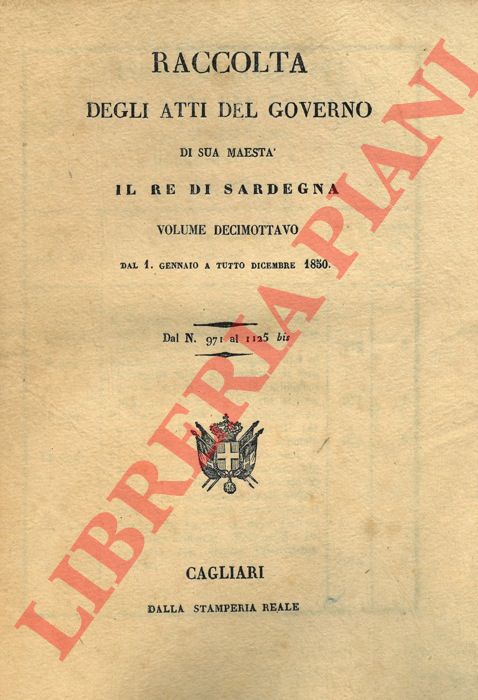 RACCOLTA
DEGLI ATTI DEL GOVERNO
DI SUA MAESTA'
IL RE DI SARDEGNA
VOLUME DECIMOTTAVO
DAL 1. GENNAIO A TUTTO DICEMBRE 1850.
Dal N. 971 al 1125 bis
CAGLIARI
DALLA STAMPERIA REALE
LIBRERIA PIANI